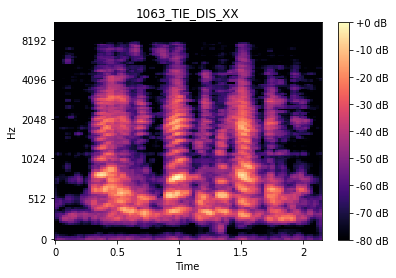 1063_TIE_DIS_XX
8192
4096
2048
1024
512
0
Hz
0
0.5
1
1.5
2
Time
+0 dB
-10 dB
-20 dB
-30 dB
-40 dB
-50 dB
-60 dB
-70 dB
-80 dB